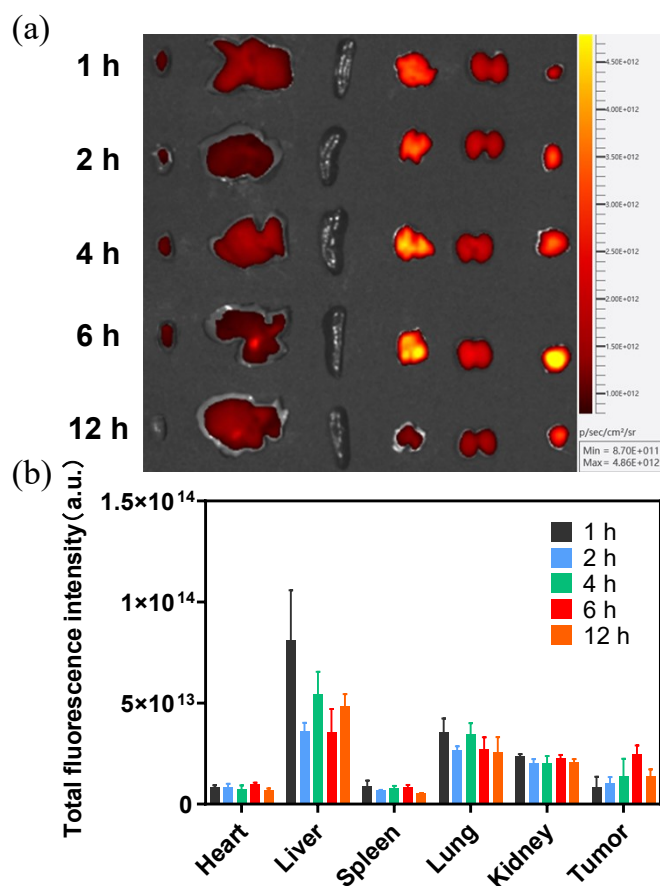 (a)
1 h
2 h
4 h
6 h
12 h
4.50E+012
4.00E+012
3.50E+012
3.00E+012
2.50E+012
2.00E+012
1.50E+012
1.00E+012
p/sec/cm²/sr
Min = 8.70E+011
Max = 4.86E+012
(b)
Total fluorescence intensity(a.u.)
1.5×10¹⁴
1×10¹⁴
5×10¹³
0
1 h
2 h
4 h
6 h
12 h
Heart
Liver
Spleen
Lung
Kidney
Tumor